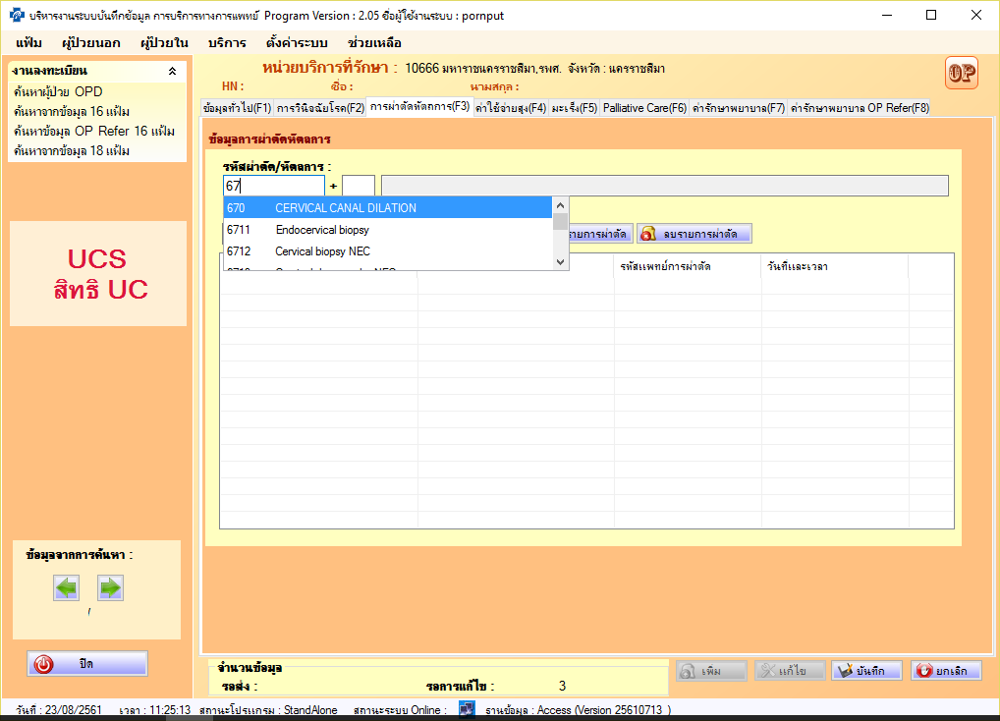 บริหารงานระบบบันทึกข้อมูล การบริการทางการแพทย์ Program Version : 2.05 ชื่อผู้ใช้งานระบบ : pornput
แฟ้ม ผู้ป่วยนอก ผู้ป่วยใน บริการ ตั้งค่าระบบ ช่วยเหลือ
งานลงทะเบียน
ค้นหาผู้ป่วย OPD
ค้นหาจากข้อมูล 16 แฟ้ม
ค้นหาข้อมูล OP Refer 16 แฟ้ม
ค้นหาจากข้อมูล 18 แฟ้ม
UCS
สิทธิ UC
ข้อมูลจากการค้นหา :
/
ปิด
หน่วยบริการที่รักษา : 10666 มหาราชนครราชสีมา,รพศ. จังหวัด : นครราชสีมา
OP
HN : ชื่อ : นามสกุล :
ข้อมูลทั่วไป(F1) การวินิจฉัยโรค(F2) การผ่าตัดหัตถการ(F3) ค่าใช้จ่ายสูง(F4) มะเร็ง(F5) Palliative Care(F6) ค่ารักษาพยาบาล(F7) ค่ารักษาพยาบาล OP Refer(F8)
ข้อมูลการผ่าตัดหัตถการ
รหัสผ่าตัด/หัตถการ :
67 +
670 CERVICAL CANAL DILATION
6711 Endocervical biopsy
6712 Cervical biopsy NEC
รายการผ่าตัด ลบรายการผ่าตัด
รหัสแพทย์การผ่าตัด วันที่และเวลา
จำนวนข้อมูล
รอส่ง : รอการแก้ไข : 3
เพิ่ม แก้ไข บันทึก ยกเลิก
วันที่ : 23/08/2561 เวลา : 11:25:13 สถานะโปรแกรม : StandAlone สถานะระบบ Online : ฐานข้อมูล : Access (Version 25610713 )